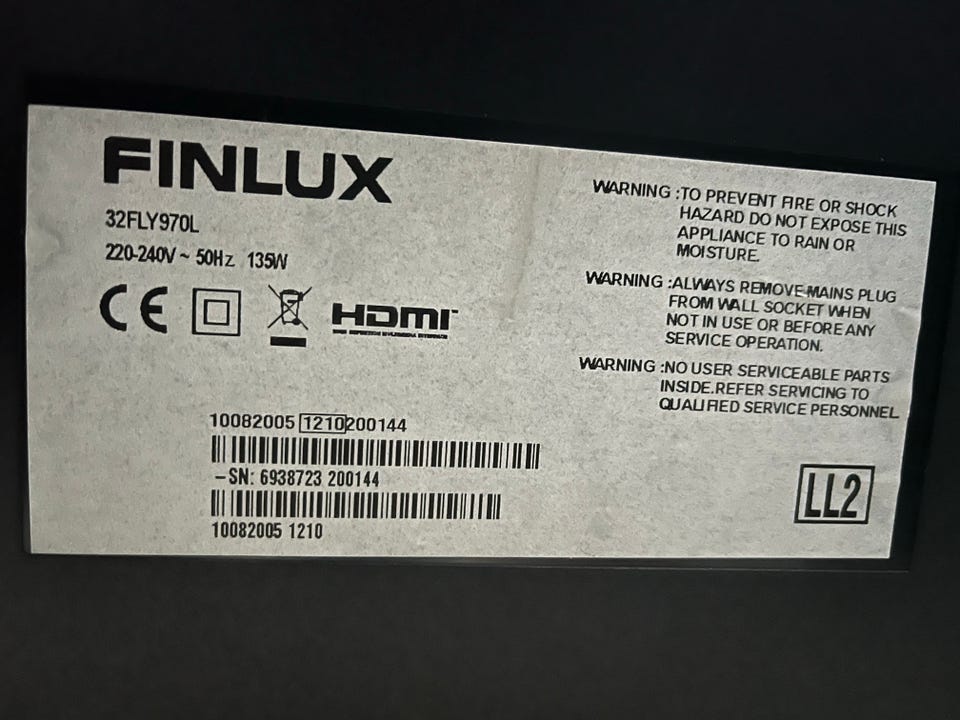 FINLUX
32FLY970L
220-240V ~ 50Hz 135W
CE
HDMI
WARNING :TO PREVENT FIRE OR SHOCK
HAZARD DO NOT EXPOSE THIS
APPLIANCE TO RAIN OR
MOISTURE.
WARNING :ALWAYS REMOVE MAINS PLUG
FROM WALL SOCKET WHEN
NOT IN USE OR BEFORE ANY
SERVICE OPERATION.
WARNING :NO USER SERVICEABLE PARTS
INSIDE.REFER SERVICING TO
QUALIFIED SERVICE PERSONNEL
10082005 1210 200144
-SN: 6938723 200144
10082005 1210
LL2